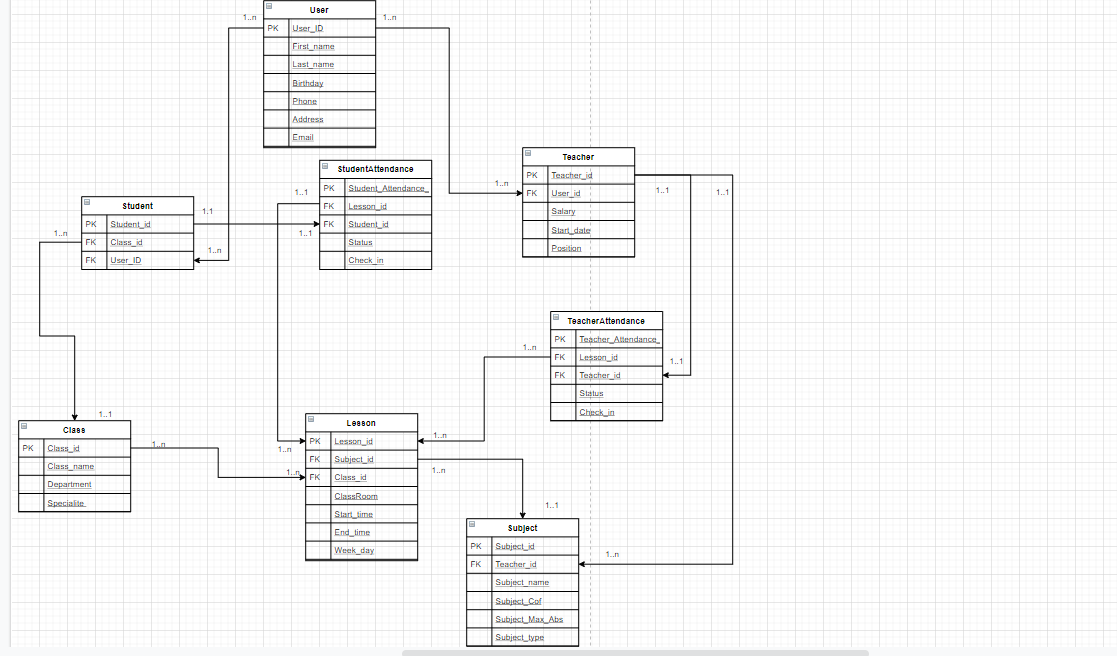 User
1..n
1..n
PK User_ID
First_name
Last_name
Birthday
Phone
Address
Email
StudentAttendance
PK Student_Attendance_
FK Lesson_id
FK Student_id
Status
Check_in
1..1
1..1
Teacher
PK Teacher_id
FK User_id
Salary
Start_date
Position
1..n
1..1
1..1
Student
PK Student_id
FK Class_id
FK User_ID
1.1
1..n
1..n
TeacherAttendance
PK Teacher_Attendance_
FK Lesson_id
FK Teacher_id
Status
Check_in
1..n
1..1
1..1
Class
PK Class_id
Class_name
Department
Specialite
1..n
Lesson
PK Lesson_id
FK Subject_id
FK Class_id
ClassRoom
Start_time
End_time
Week_day
1..n
1..n
1..n
1..n
1..1
Subject
PK Subject_id
FK Teacher_id
Subject_name
Subject_Cof
Subject_Max_Abs
Subject_type
1..n